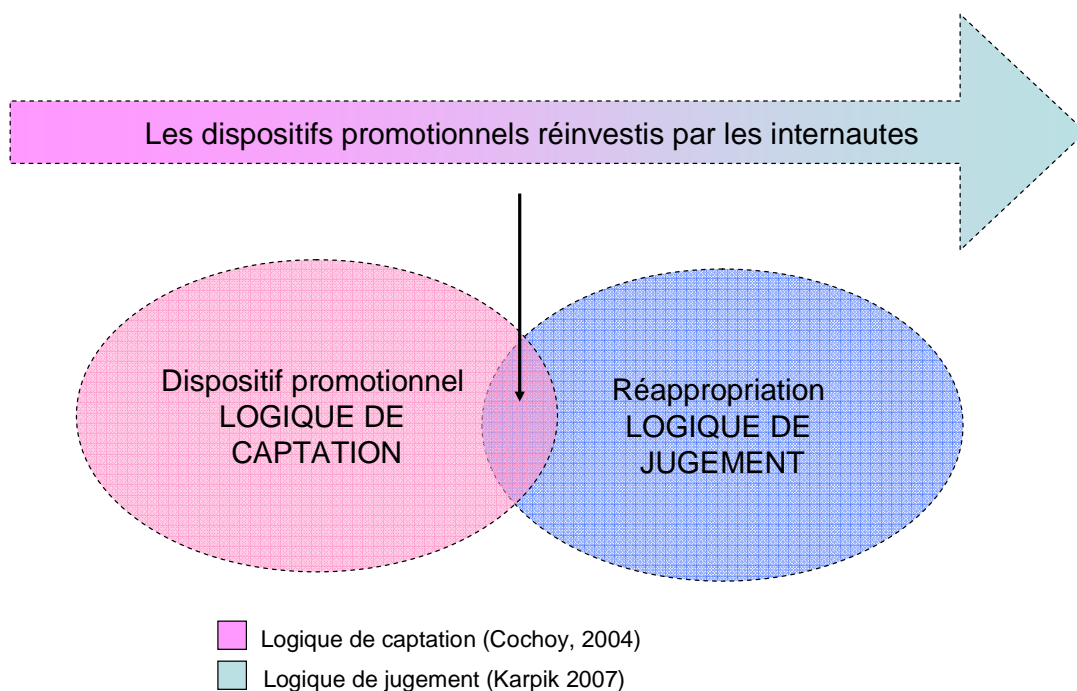 Les dispositifs promotionnels réinvestis par les internautes
Dispositif promotionnel
LOGIQUE DE
CAPTATION
Réappropriation
LOGIQUE DE
JUGEMENT
Logique de captation (Cochoy, 2004)
Logique de jugement (Karpik 2007)